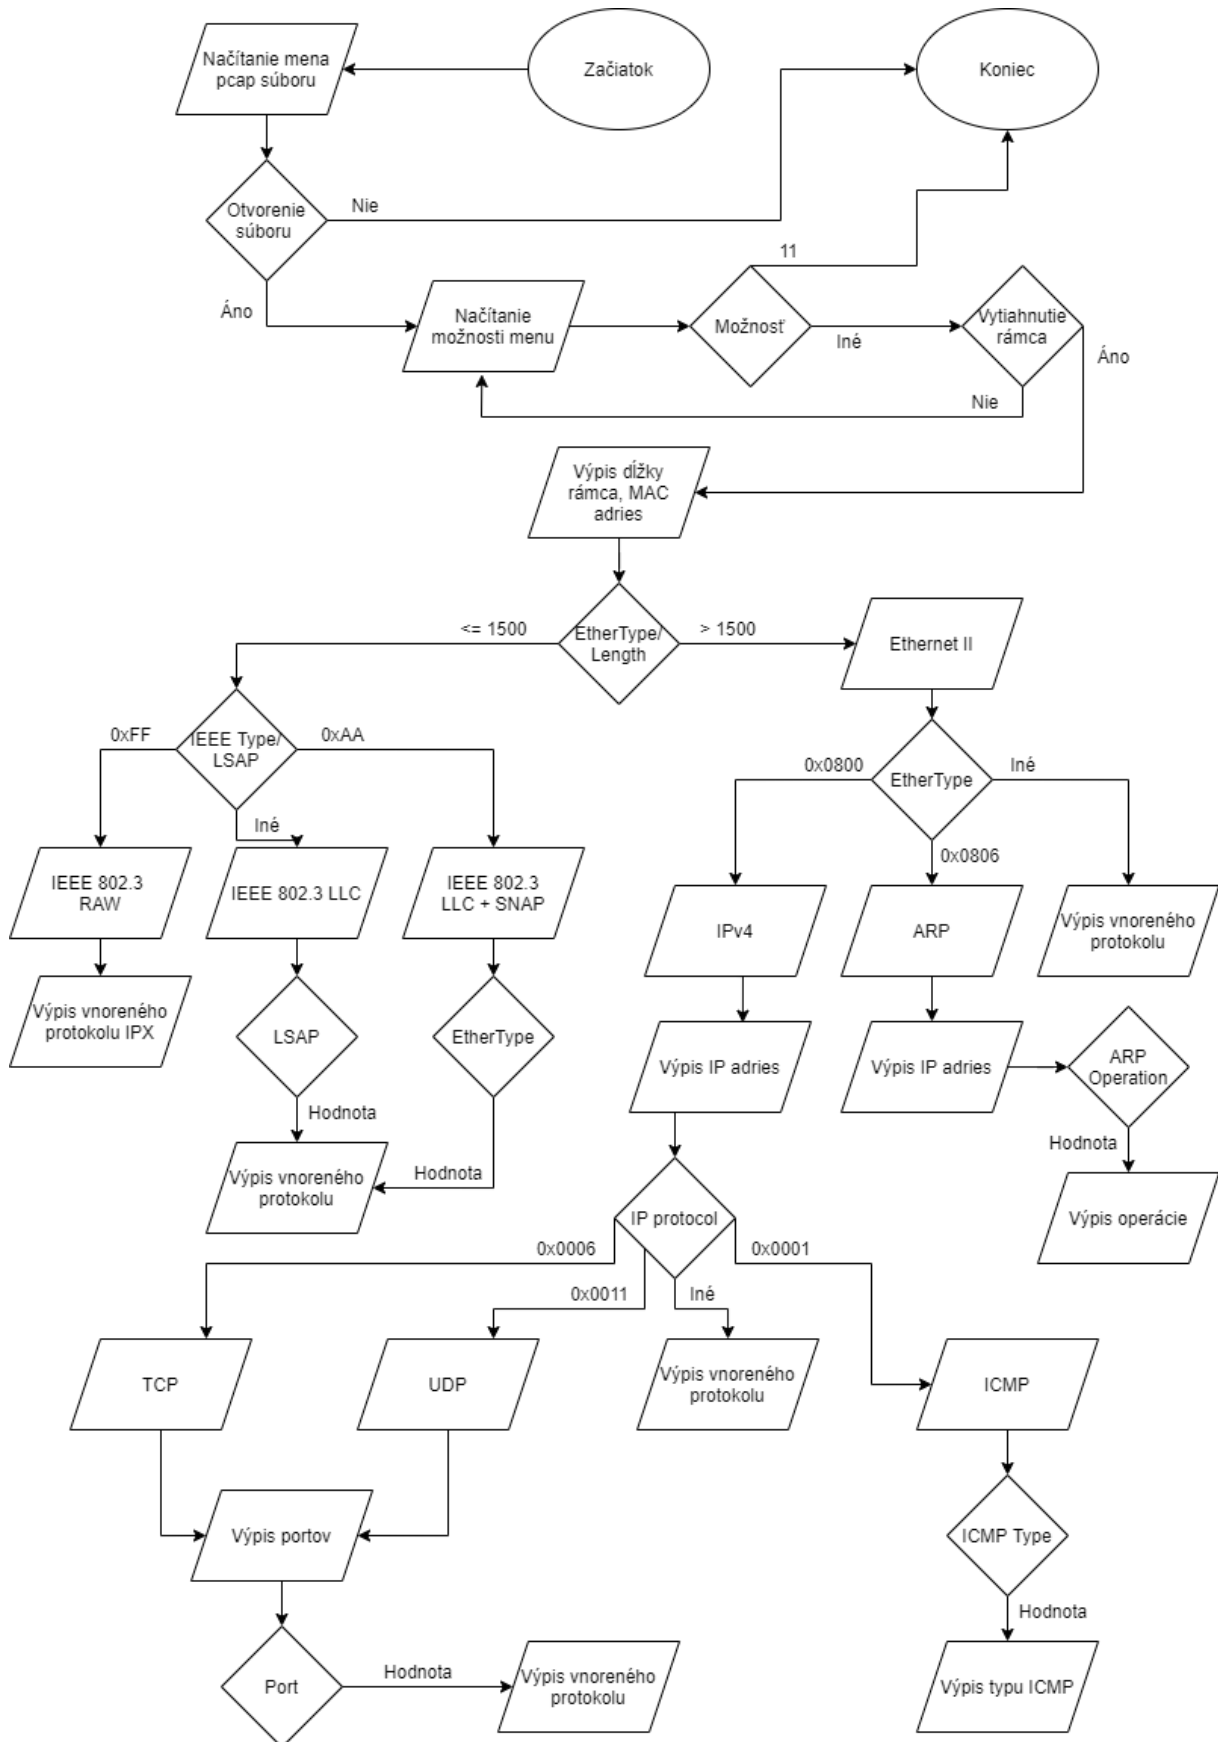 Načítanie mena
pcap súboru
Začiatok
Koniec
Otvorenie
súboru
Nie
Áno
Načítanie
možnosti menu
Možnosť
11
Iné
Vytiahnutie
rámca
Áno
Nie
Výpis dĺžky
rámca, MAC
adries
EtherType/
Length
<= 1500
> 1500
Ethernet II
IEEE Type/
LSAP
0xFF
0xAA
Iné
EtherType
0x0800
Iné
0x0806
IEEE 802.3
RAW
IEEE 802.3 LLC
IEEE 802.3
LLC + SNAP
IPv4
ARP
Výpis vnoreného
protokolu
Výpis vnoreného
protokolu IPX
LSAP
EtherType
Výpis IP adries
Výpis IP adries
ARP
Operation
Hodnota
Hodnota
Hodnota
Výpis vnoreného
protokolu
IP protocol
Výpis operácie
0x0006
0x0011
Iné
0x0001
TCP
UDP
Výpis vnoreného
protokolu
ICMP
Výpis portov
ICMP Type
Hodnota
Port
Hodnota
Výpis vnoreného
protokolu
Výpis typu ICMP